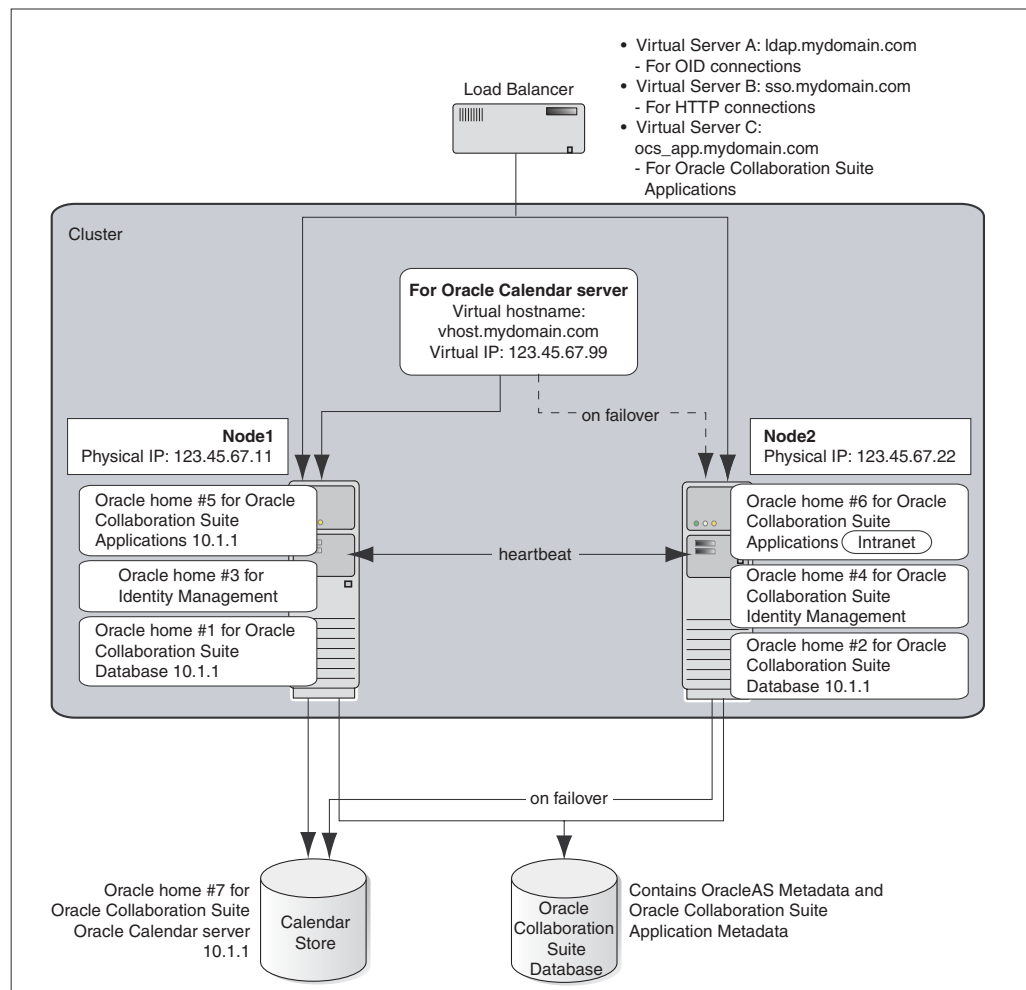 • Virtual Server A: ldap.mydomain.com
- For OID connections
• Virtual Server B: sso.mydomain.com
- For HTTP connections
• Virtual Server C:
ocs_app.mydomain.com
- For Oracle Collaboration Suite
Applications
Load Balancer
Cluster
For Oracle Calendar server
Virtual hostname:
vhost.mydomain.com
Virtual IP: 123.45.67.99
on failover
Node1
Physical IP: 123.45.67.11
Node2
Physical IP: 123.45.67.22
Oracle home #5 for Oracle
Collaboration Suite
Applications 10.1.1
Oracle home #3 for
Identity Management
Oracle home #1 for Oracle
Collaboration Suite
Database 10.1.1
heartbeat
Oracle home #6 for Oracle
Collaboration Suite
Applications Intranet
Oracle home #4 for Oracle
Collaboration Suite
Identity Management
Oracle home #2 for Oracle
Collaboration Suite
Database 10.1.1
on failover
Oracle home #7 for
Oracle Collaboration Suite
Oracle Calendar server
10.1.1
Calendar
Store
Oracle
Collaboration
Suite
Database
Contains OracleAS Metadata and
Oracle Collaboration Suite
Application Metadata